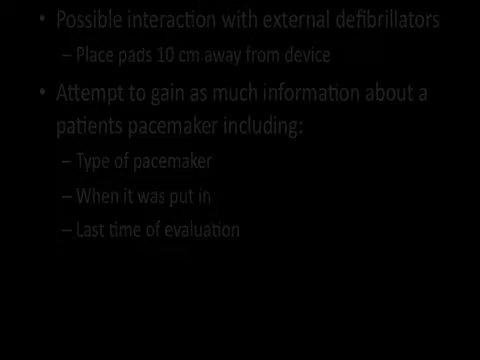 • Possible interaction with external defibrillators
– Place pads 10 cm away from device
• Attempt to gain as much information about a
patients pacemaker including:
– Type of pacemaker
– When it was put in
– Last time of evaluation